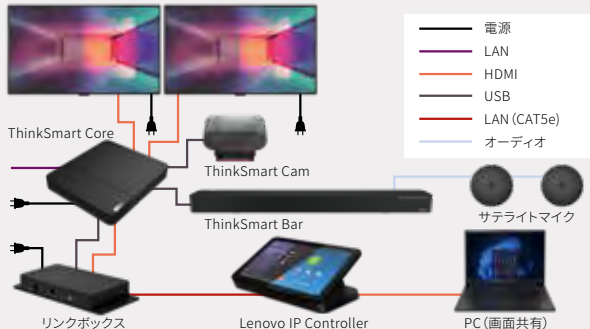 電源
LAN
HDMI
USB
LAN（CAT5e）
オーディオ
ThinkSmart Core
ThinkSmart Cam
ThinkSmart Bar
サテライトマイク
リンクボックス
Lenovo IP Controller
PC（画面共有）